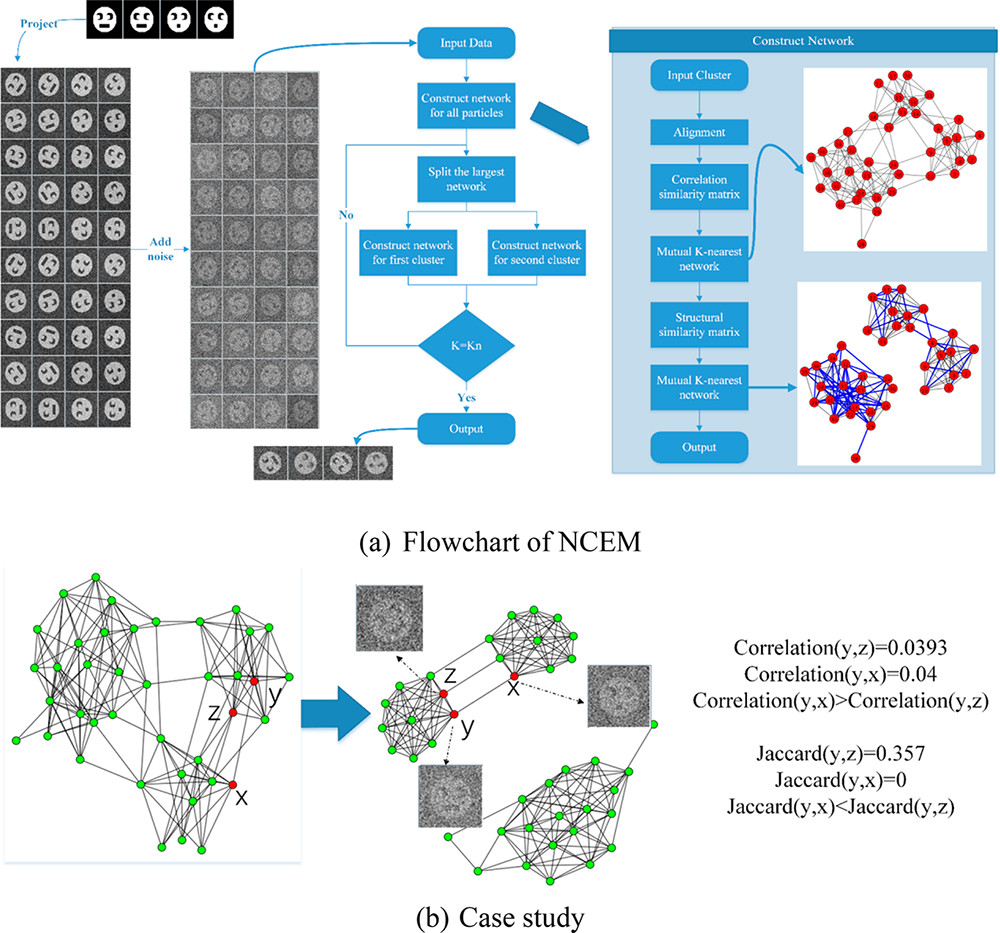 Project
Add
noise
Input Data
Construct network
for all particles
Split the largest
network
No
Construct network
for first cluster
Construct network
for second cluster
K=Kn
Yes
Output
Construct Network
Input Cluster
Alignment
Correlation
similarity matrix
Mutual K-nearest
network
Structural
similarity matrix
Mutual K-nearest
network
Output
(a) Flowchart of NCEM
y
z
x
z
x
y
Correlation(y,z)=0.0393
Correlation(y,x)=0.04
Correlation(y,x)>Correlation(y,z)
Jaccard(y,z)=0.357
Jaccard(y,x)=0
Jaccard(y,x)<Jaccard(y,z)
(b) Case study